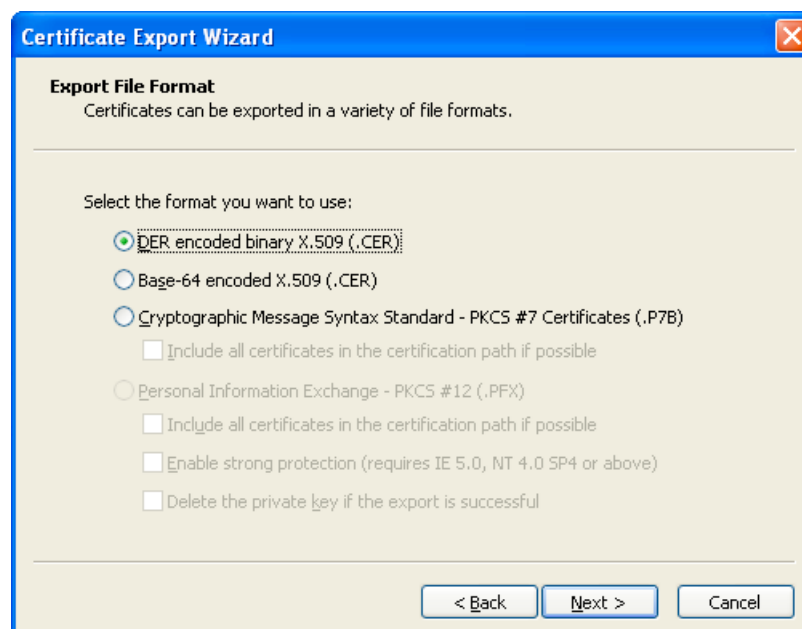 Certificate Export Wizard
Export File Format
Certificates can be exported in a variety of file formats.
Select the format you want to use:
DER encoded binary X.509 (.CER)
Base-64 encoded X.509 (.CER)
Cryptographic Message Syntax Standard - PKCS #7 Certificates (.P7B)
Include all certificates in the certification path if possible
Personal Information Exchange - PKCS #12 (.PFX)
Include all certificates in the certification path if possible
Enable strong protection (requires IE 5.0, NT 4.0 SP4 or above)
Delete the private key if the export is successful
< Back Next > Cancel